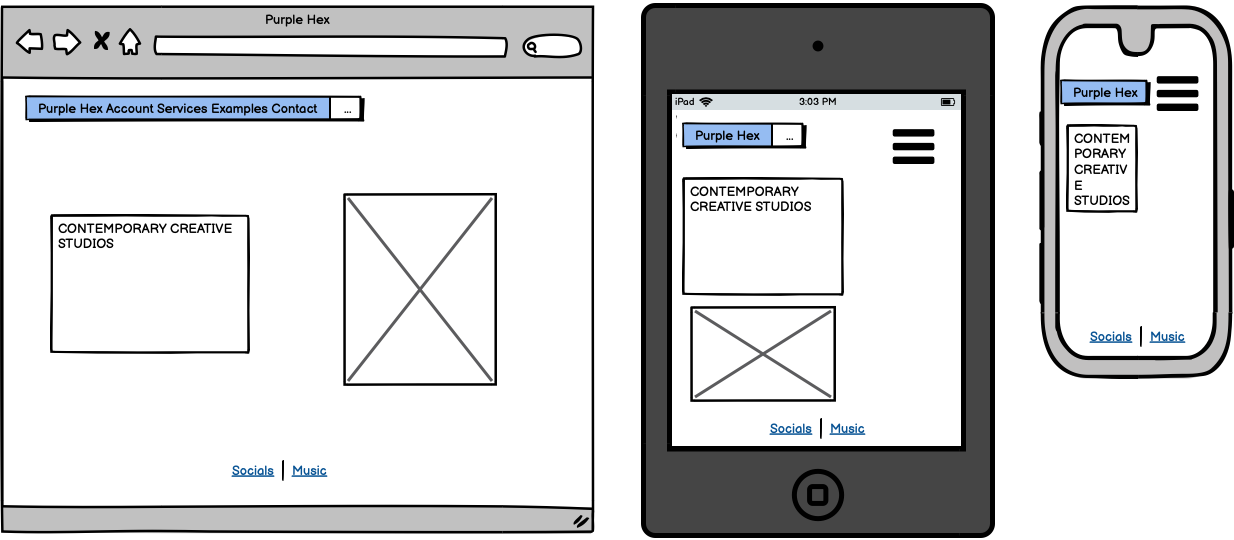 Purple Hex
Purple Hex Account Services Examples Contact ...
CONTEMPORARY CREATIVE
STUDIOS
Socials Music
iPad 3:03 PM
Purple Hex ...
CONTEMPORARY
CREATIVE STUDIOS
Socials Music
Purple Hex
CONTEM
PORARY
CREATIV
E
STUDIOS
Socials Music